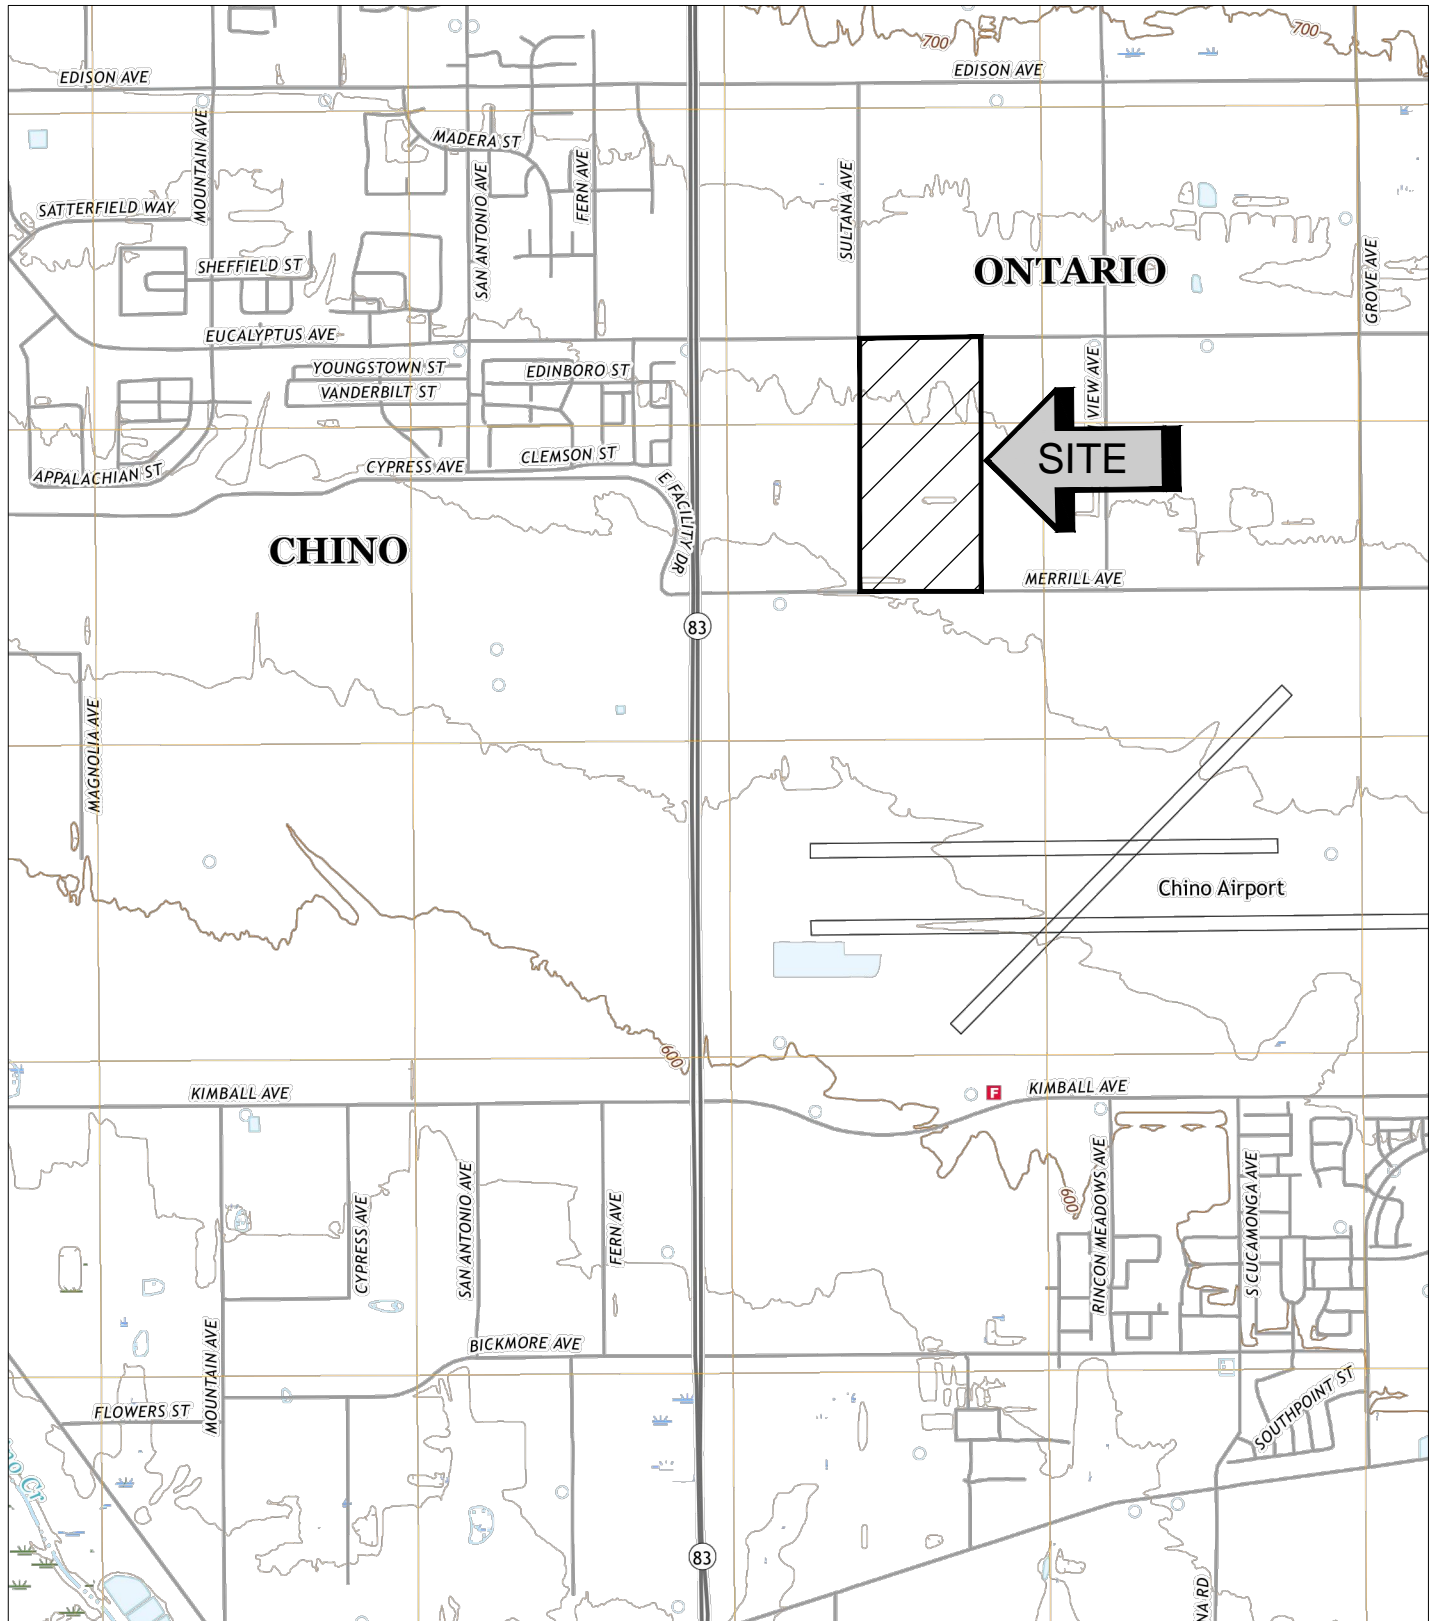 700
700
EDISON AVE
EDISON AVE
MOUNTAIN AVE
MADERA ST
SAN ANTONIO AVE
FERN AVE
SULTANA AVE
SATTERFIELD WAY
SHEFFIELD ST
ONTARIO
GROVE AVE
EUCALYPTUS AVE
YOUNGSTOWN ST
EDINBORO ST
VANDERBILT ST
VIEW AVE
SITE
CLEMSON ST
CYPRESS AVE
APPALACHIAN ST
E FACILITY DR
CHINO
MERRILL AVE
83
MAGNOLIA AVE
Chino Airport
600
KIMBALL AVE
F
KIMBALL AVE
CYPRESS AVE
SAN ANTONIO AVE
FERN AVE
600
RINCON MEADOWS AVE
S CUCAMONGA AVE
MOUNTAIN AVE
BICKMORE AVE
FLOWERS ST
SOUTHPOINT ST
no Cr
83
NA RD